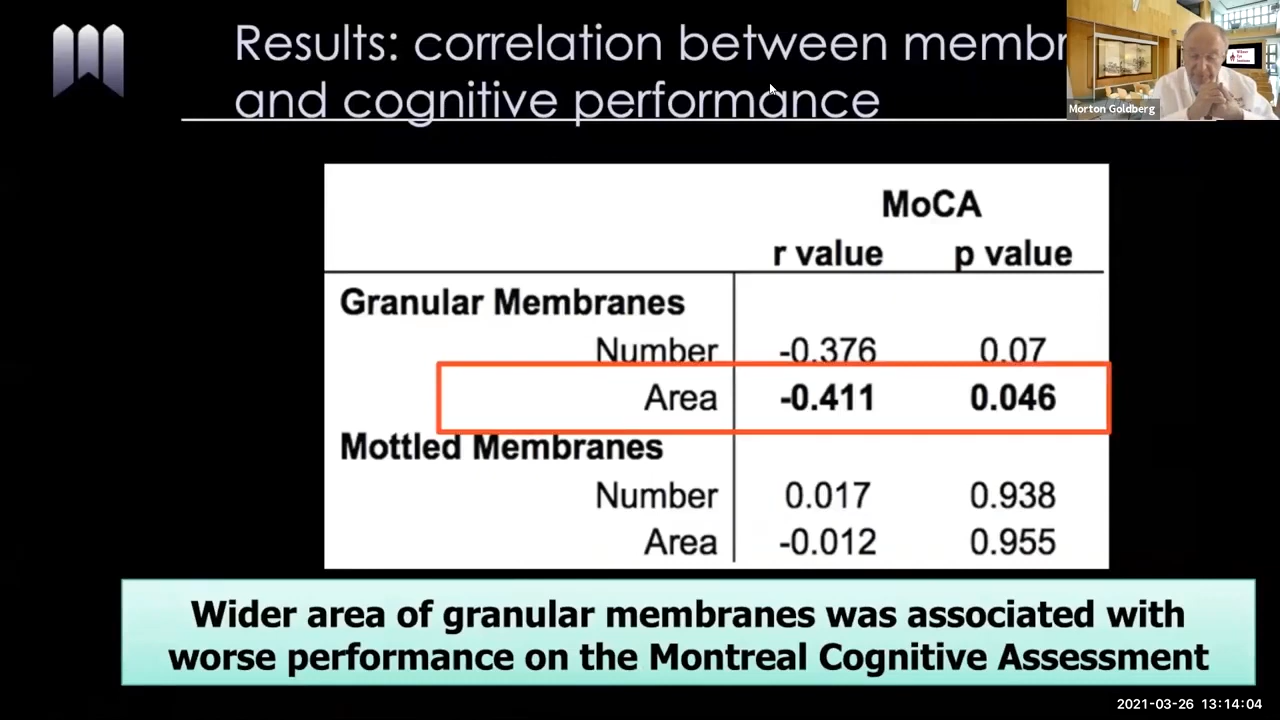 Results: correlation between membr
and cognitive performance
Morton Goldberg
MoCA
r value p value
Granular Membranes
Number -0.376 0.07
Area -0.411 0.046
Mottled Membranes
Number 0.017 0.938
Area -0.012 0.955
Wider area of granular membranes was associated with
worse performance on the Montreal Cognitive Assessment
2021-03-26 13:14:04